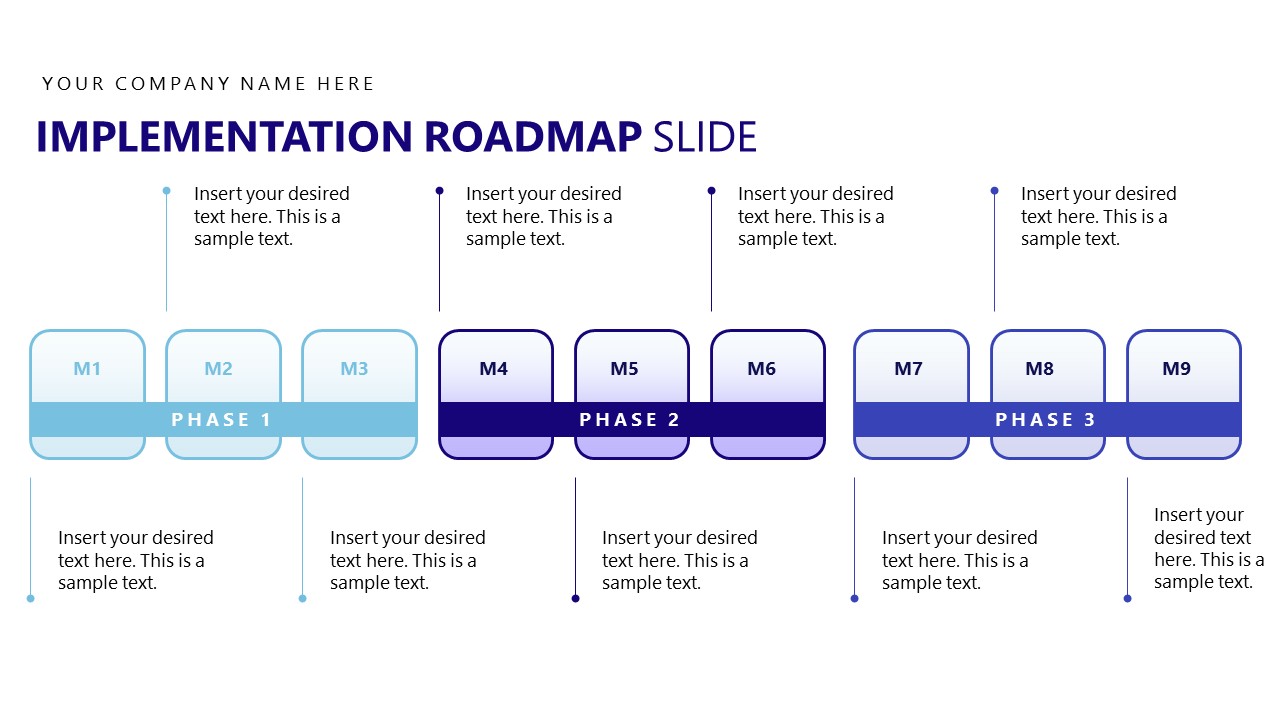 YOUR COMPANY NAME HERE
IMPLEMENTATION ROADMAP SLIDE
Insert your desired
text here. This is a
sample text.
Insert your desired
text here. This is a
sample text.
Insert your desired
text here. This is a
sample text.
Insert your desired
text here. This is a
sample text.
M1 M2 M3 M4 M5 M6 M7 M8 M9
PHASE 1 PHASE 2 PHASE 3
Insert your desired
text here. This is a
sample text.
Insert your desired
text here. This is a
sample text.
Insert your desired
text here. This is a
sample text.
Insert your desired
text here. This is a
sample text.
Insert your
desired text
here. This is a
sample text.